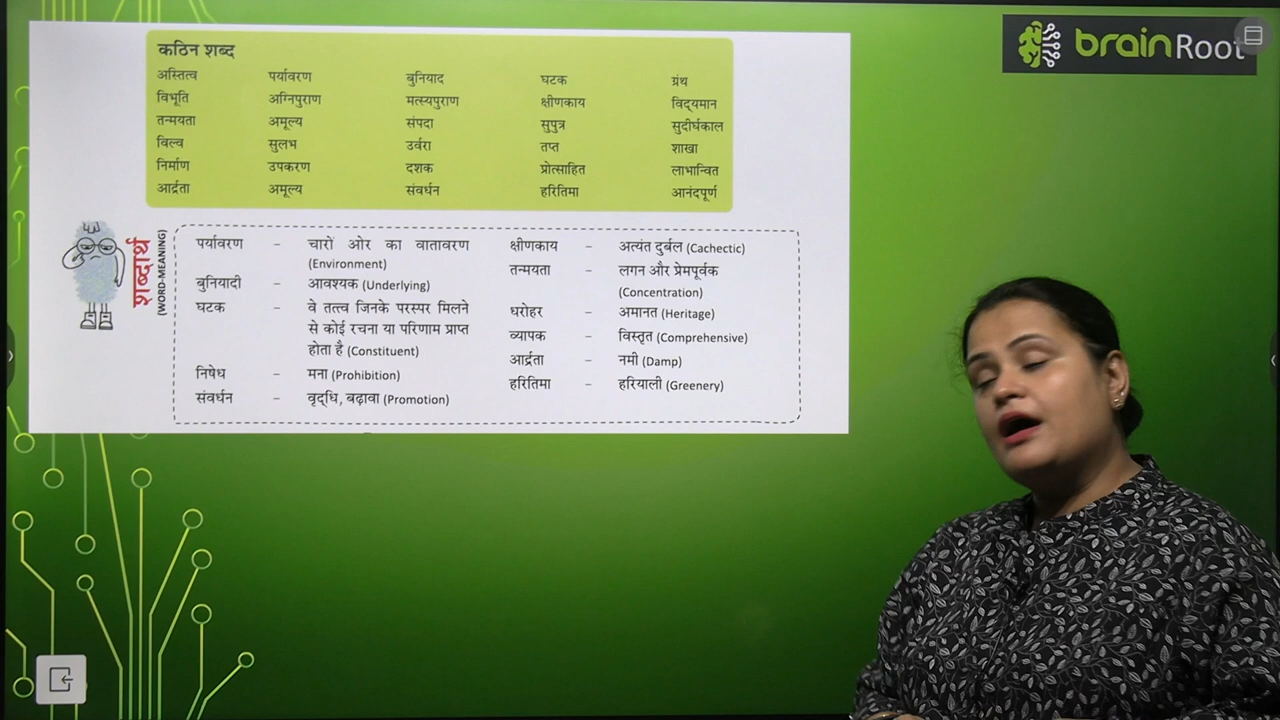 brainRoot
कठिन शब्द
अस्तित्व पर्यावरण बुनियाद घटक ग्रंथ
विभूति अग्निपुराण मत्स्यपुराण क्षीणकाय विद्‌यमान
तन्मयता अमूल्य संपदा सुपुत्र सुदीर्घकाल
विल्व सुलभ उर्वरा तप्त शाखा
निर्माण उपकरण दशक प्रोत्साहित लाभान्वित
आर्द्रता अमूल्य संवर्धन हरितिमा आनंदपूर्ण
शब्दार्थ
(WORD-MEANING)
पर्यावरण – चारों ओर का वातावरण
(Environment)
बुनियादी – आवश्यक (Underlying)
घटक – वे तत्त्व जिनके परस्पर मिलने
से कोई रचना या परिणाम प्राप्त
होता है (Constituent)
निषेध – मना (Prohibition)
संवर्धन – वृद्‌धि, बढ़ावा (Promotion)
क्षीणकाय – अत्यंत दुर्बल (Cachectic)
तन्मयता – लगन और प्रेमपूर्वक
(Concentration)
धरोहर – अमानत (Heritage)
व्यापक – विस्तृत (Comprehensive)
आर्द्रता – नमी (Damp)
हरितिमा – हरियाली (Greenery)